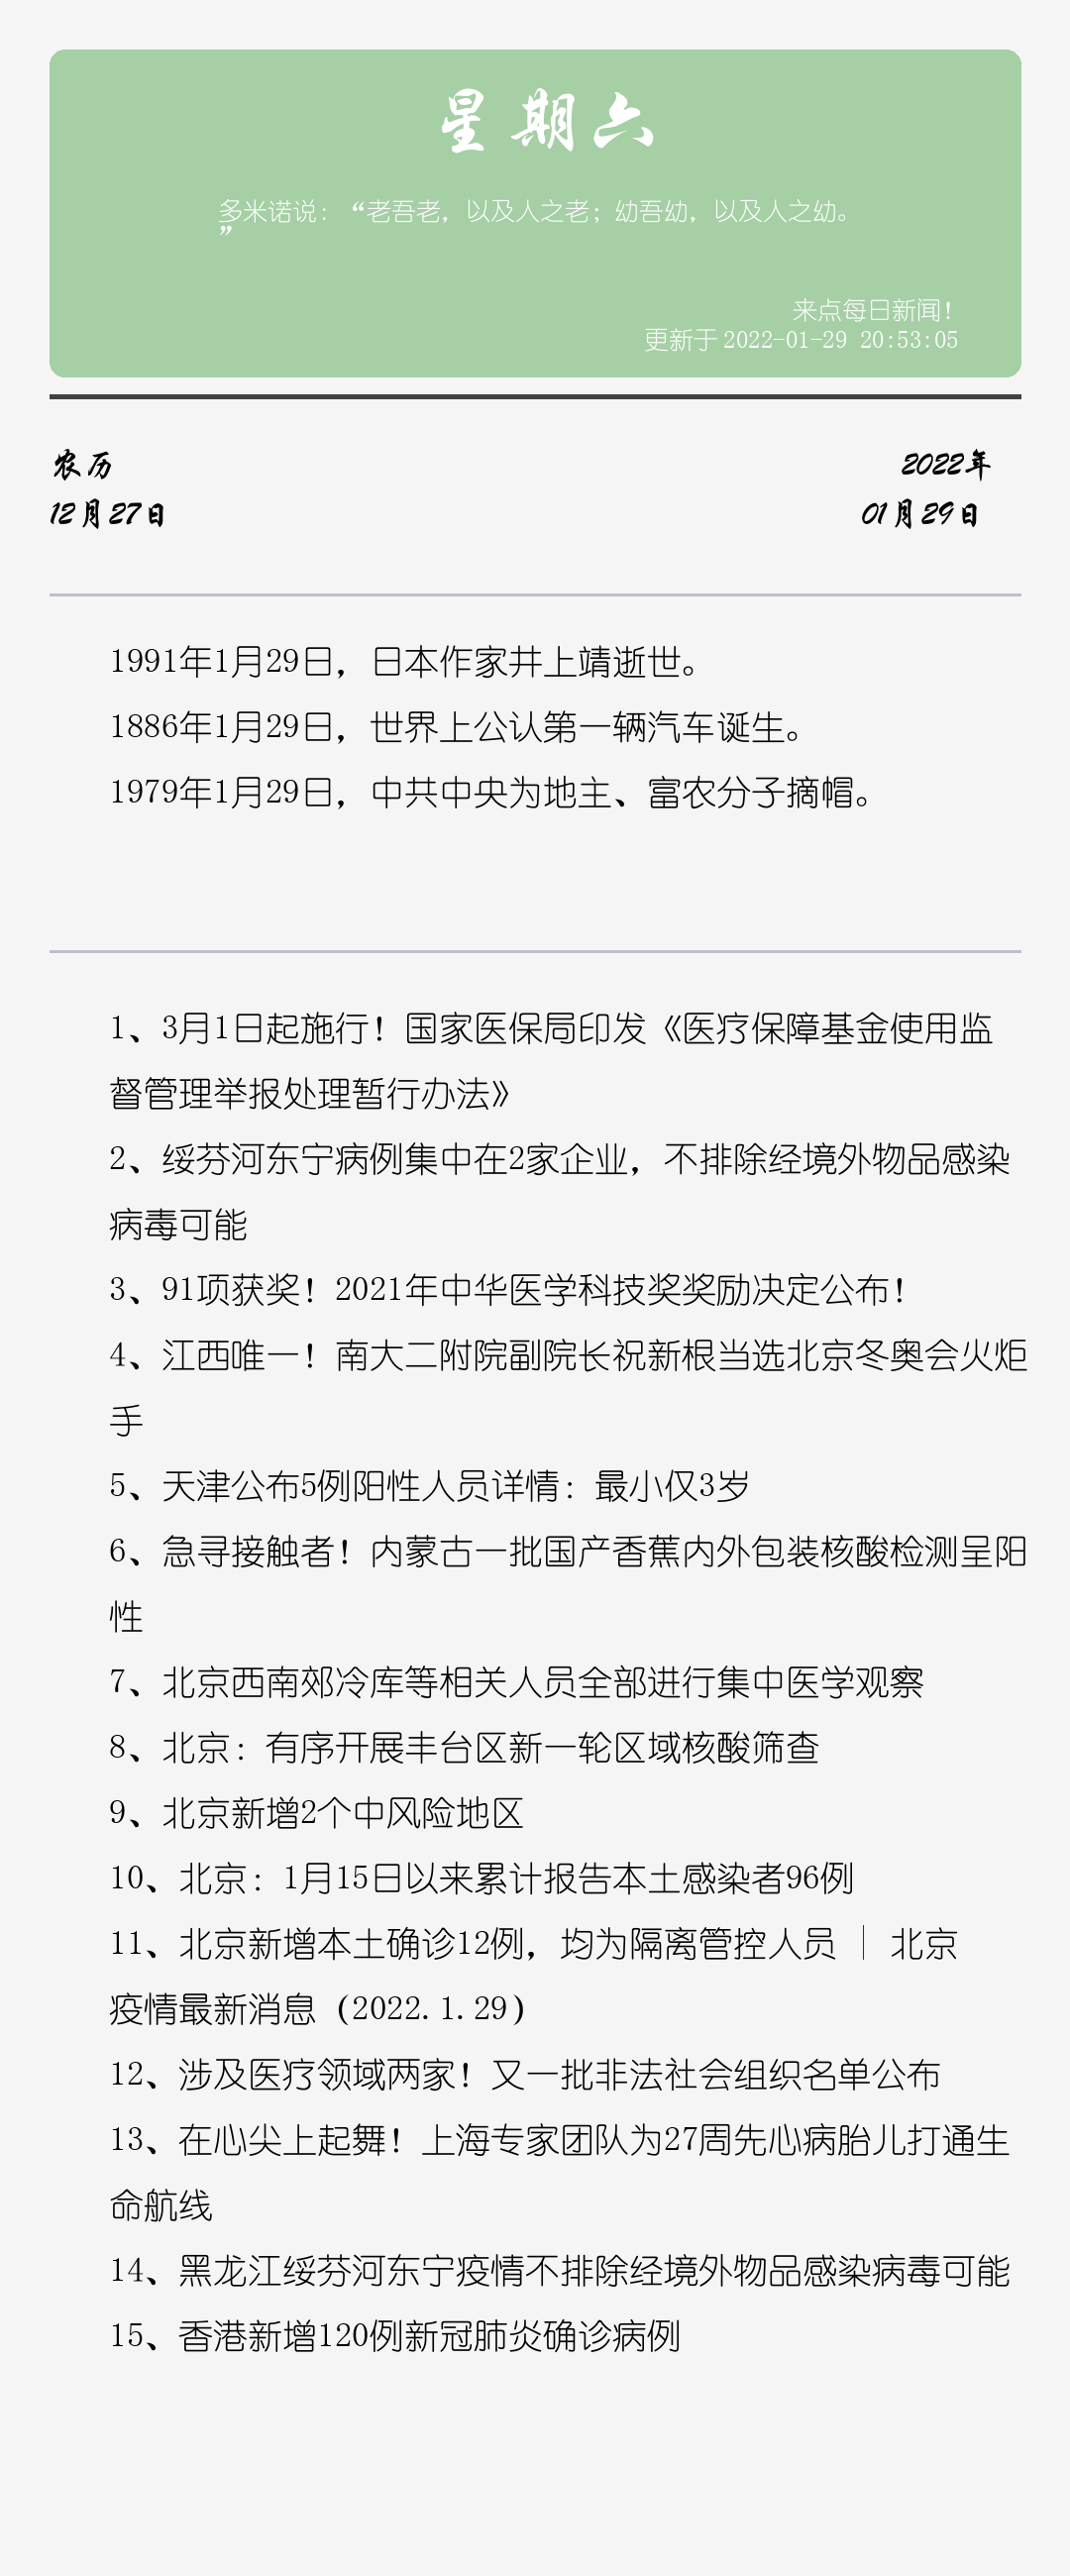 星期六
多米诺说：“老吾老，以及人之老；幼吾幼，以及人之幼。
”
来点每日新闻！
更新于2022-01-29 20:53:05
农历
2022年
12月27日
01月29日
1991年1月29日，日本作家井上靖逝世。
1886年1月29日，世界上公认第一辆汽车诞生。
1979年1月29日，中共中央为地主、富农分子摘帽。
1、3月1日起施行！国家医保局印发《医疗保障基金使用监
督管理举报处理暂行办法》
2、绥芬河东宁病例集中在2家企业，不排除经境外物品感染
病毒可能
3、91项获奖！2021年中华医学科技奖奖励决定公布！
4、江西唯一！南大二附院副院长祝新根当选北京冬奥会火炬
手
5、天津公布5例阳性人员详情：最小仅3岁
6、急寻接触者！内蒙古一批国产香蕉内外包装核酸检测呈阳
性
7、北京西南郊冷库等相关人员全部进行集中医学观察
8、北京：有序开展丰台区新一轮区域核酸筛查
9、北京新增2个中风险地区
10、北京：1月15日以来累计报告本土感染者96例
11、北京新增本土确诊12例，均为隔离管控人员 | 北京
疫情最新消息（2022.1.29）
12、涉及医疗领域两家！又一批非法社会组织名单公布
13、在心尖上起舞！上海专家团队为27周先心病胎儿打通生
命航线
14、黑龙江绥芬河东宁疫情不排除经境外物品感染病毒可能
15、香港新增120例新冠肺炎确诊病例